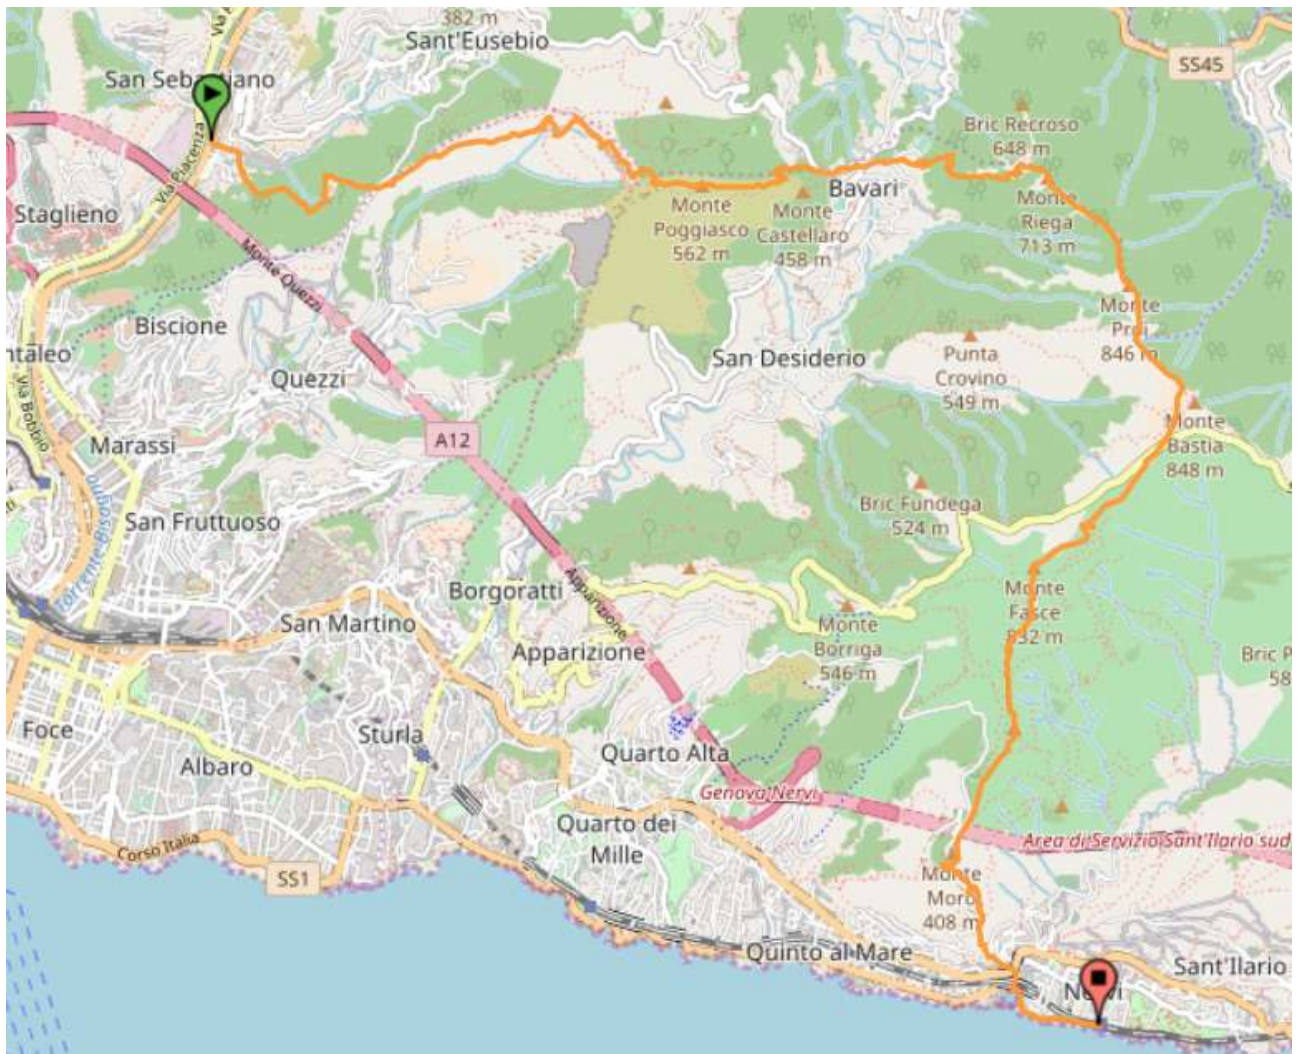 382 m
Sant'Eusebio
SS45
San Sebastiano
Via Piacenza
Bric Recroso
648 m
Staglieno
Bavari
Monte
Poggiasco
562 m
Monte
Castellaro
458 m
Monte
Riega
713 m
Monte Quezzi
Biscione
Quezzi
San Desiderio
Monte
846 m
Punta
Crovino
549 m
Via Bobbio
Marassi
A12
Monte
Bastia
848 m
San Fruttuoso
Bric Fundega
524 m
Borgoratti
Apparizione
San Martino
Apparizione
Monte
Fasce
832 m
Monte
Borriga
546 m
Foce
Sturla
Albaro
Quarto Alta
Genova Nervi
Quarto dei
Mille
Corso Italia
SS1
Area di Servizio Sant'Ilario sud
Monte
Moro
408 m
Quinto al Mare
Sant'Ilario
Nervi